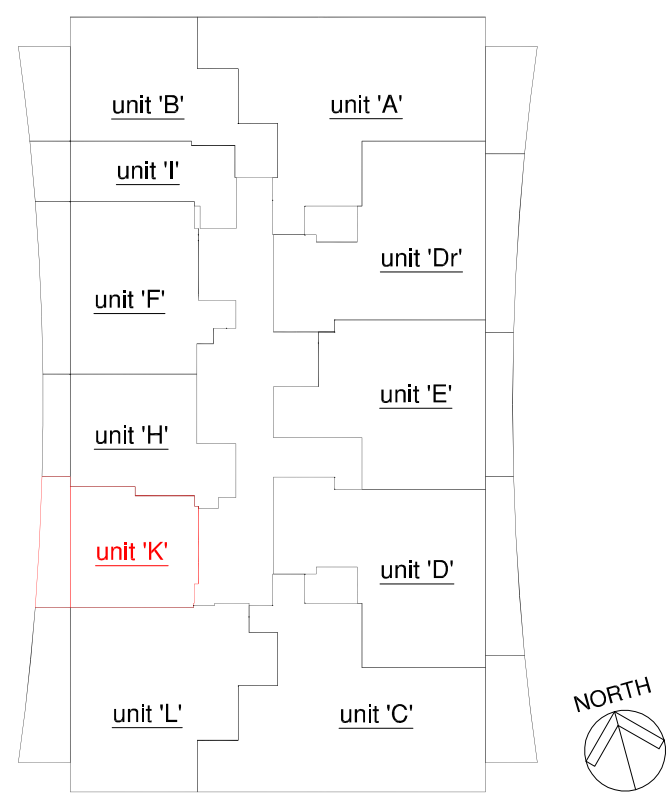 unit 'B'
unit 'A'
unit 'I'
unit 'Dr'
unit 'F'
unit 'E'
unit 'H'
unit 'K'
unit 'D'
unit 'L'
unit 'C'
NORTH